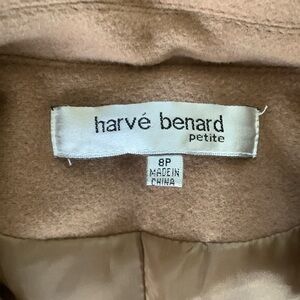 harvé benard
petite
8P
MADE IN
CHINA